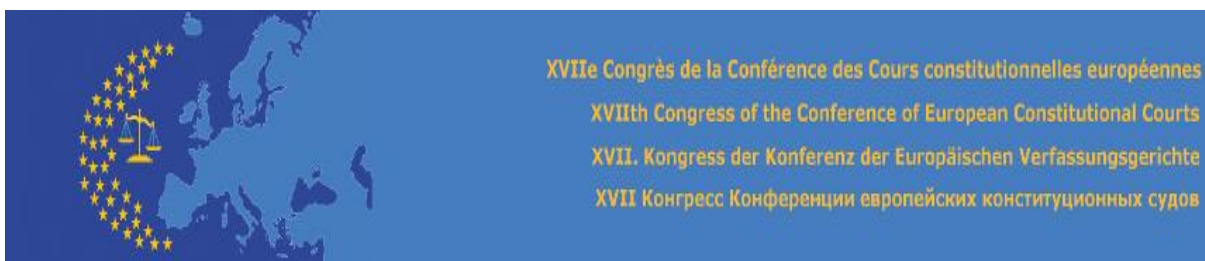 XVIIe Congrès de la Conférence des Cours constitutionnelles européennes
XVIIth Congress of the Conference of European Constitutional Courts
XVII. Kongress der Konferenz der Europäischen Verfassungsgerichte
XVII Конгресс Конференции европейских конституционных судов